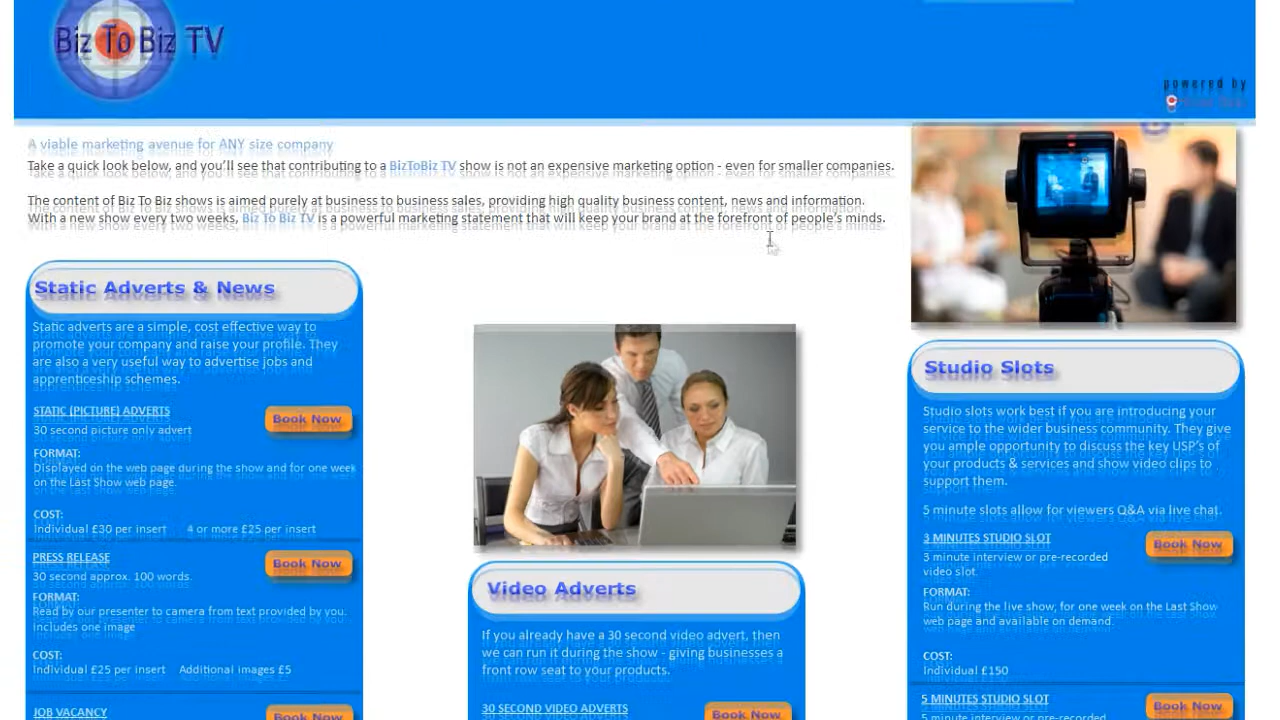 Biz To Biz TV
powered by
A viable marketing avenue for ANY size company
Take a quick look below, and you'll see that contributing to a BizToBiz TV show is not an expensive marketing option - even for smaller companies.
The content of Biz To Biz shows is aimed purely at business to business sales, providing high quality business content, news and information.
With a new show every two weeks, Biz To Biz TV is a powerful marketing statement that will keep your brand at the forefront of people's minds.
Static Adverts & News
Static adverts are a simple, cost effective way to
promote your company and raise your profile. They
are also a very useful way to advertise jobs and
apprenticeship schemes.
STATIC (PICTURE) ADVERTS
Book Now
30 second picture only advert
FORMAT:
Displayed on the web page during the show and for one week
on the Last Show web page.
COST:
Individual £30 per insert 4 or more £25 per insert
PRESS RELEASE
Book Now
30 second approx. 100 words.
FORMAT:
Read by our presenter to camera from text provided by you.
includes one image
COST:
Individual £25 per insert Additional images £5
JOB VACANCY
Book Now
Video Adverts
If you already have a 30 second video advert, then
we can run it during the show - giving businesses a
front row seat to your products.
30 SECOND VIDEO ADVERTS
Book Now
Studio Slots
Studio slots work best if you are introducing your
service to the wider business community. They give
you ample opportunity to discuss the key USP's of
your products & services and show video clips to
support them.
5 minute slots allow for viewers Q&A via live chat.
3 MINUTES STUDIO SLOT
Book Now
3 minute interview or pre-recorded
video slot.
FORMAT:
Run during the live show, for one week on the Last Show
web page and available on demand.
COST:
Individual £150
5 MINUTES STUDIO SLOT
Book Now
5 minute interview or pre-recorded